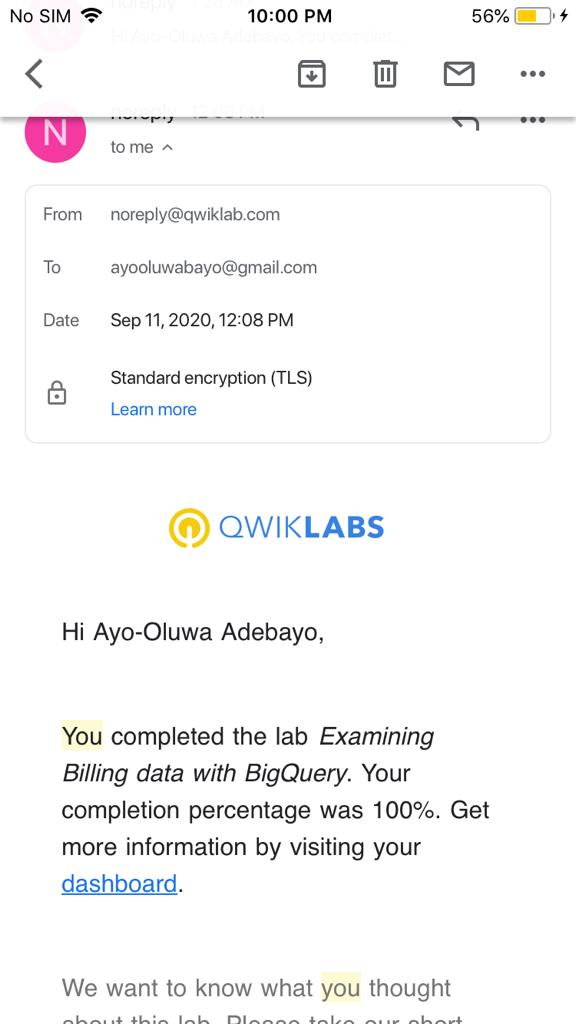 No SIM 10:00 PM 56%
Hi Ayo-Oluwa Adebayo, You complet...
N noreply 12:08 PM
to me
From noreply@qwiklab.com
To ayooluwabayo@gmail.com
Date Sep 11, 2020, 12:08 PM
Standard encryption (TLS)
Learn more
QWIKLABS
Hi Ayo-Oluwa Adebayo,
You completed the lab Examining
Billing data with BigQuery. Your
completion percentage was 100%. Get
more information by visiting your
dashboard.
We want to know what you thought
about this lab. Please take our short